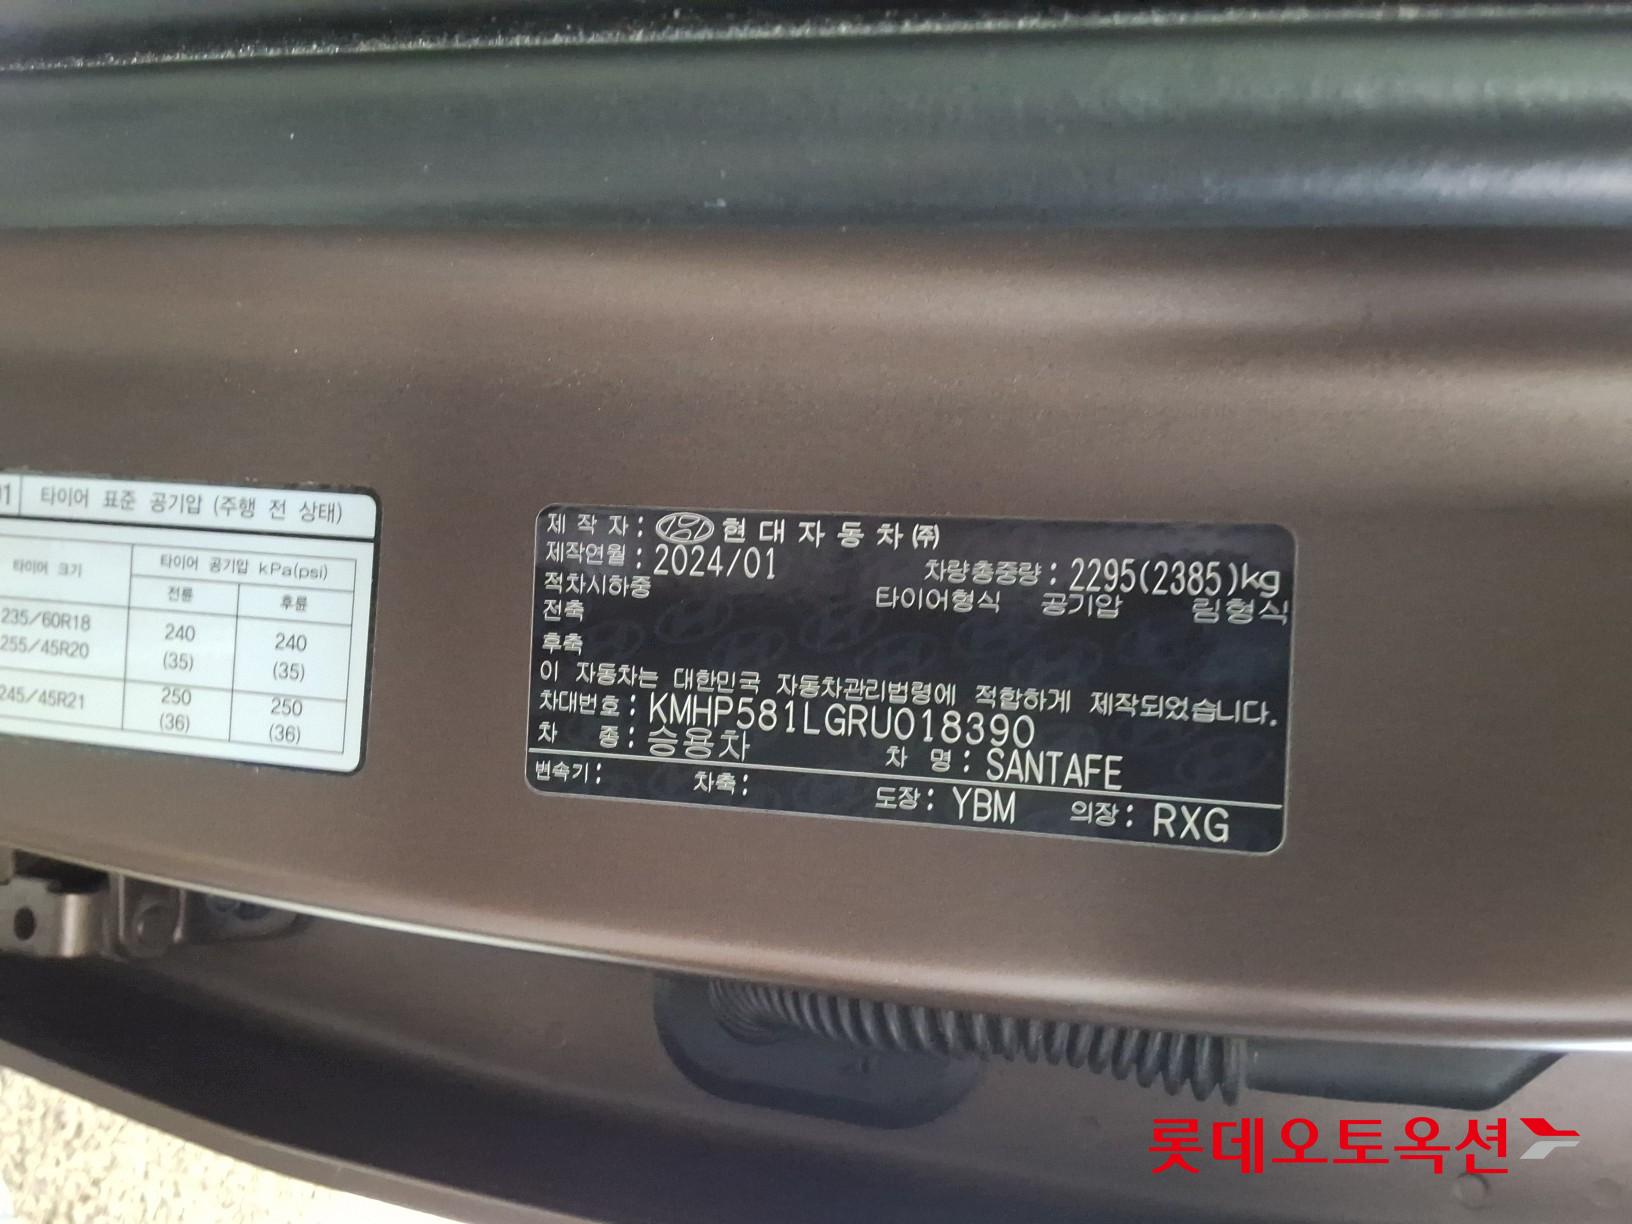 타이어 표준 공기압 (주행 전 상태)
타이어 크기
타이어 공기압 kPa(psi)
전륜
후륜
235/60R18
255/45R20
240
(35)
240
(35)
245/45R21
250
(36)
250
(36)
제 작 자 : 현 대 자 동 차 ㈜
제작연월 : 2024/01
차량총중량 : 2295(2385)kg
적차시하중
타이어형식 공기압 림형식
전축
후축
이 자동차는 대한민국 자동차관리법령에 적합하게 제작되었습니다.
차대번호 : KMHP581LGRU018390
차 종 : 승용차
차 명 : SANTAFE
변속기 : 차축 : 도장 : YBM 의장 : RXG
롯데오토옥션